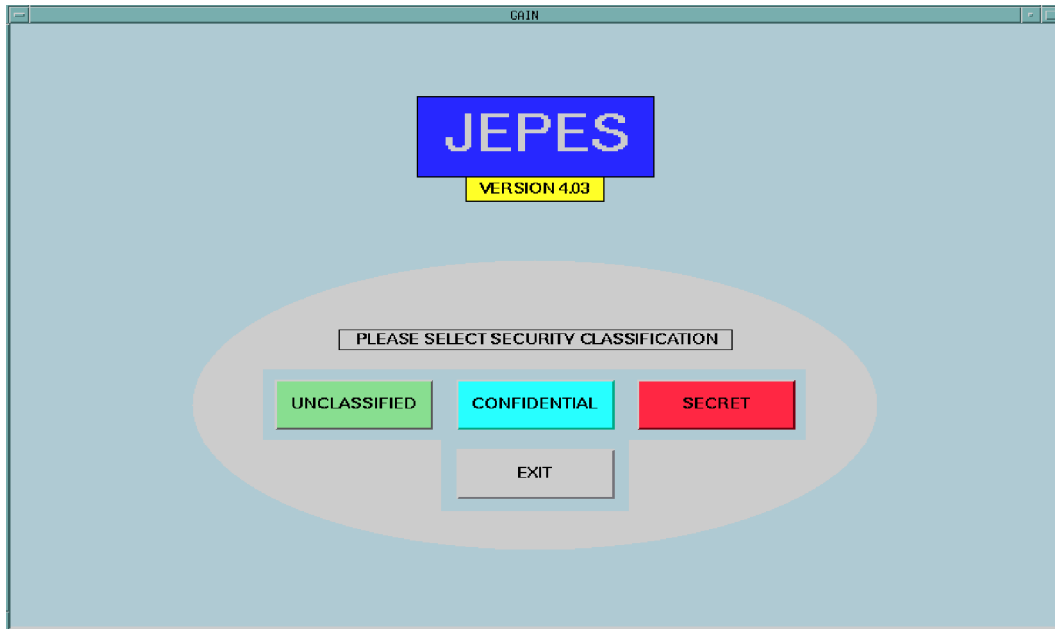 GAIN
JEPES
VERSION 4.03
PLEASE SELECT SECURITY CLASSIFICATION
UNCLASSIFIED CONFIDENTIAL SECRET
EXIT